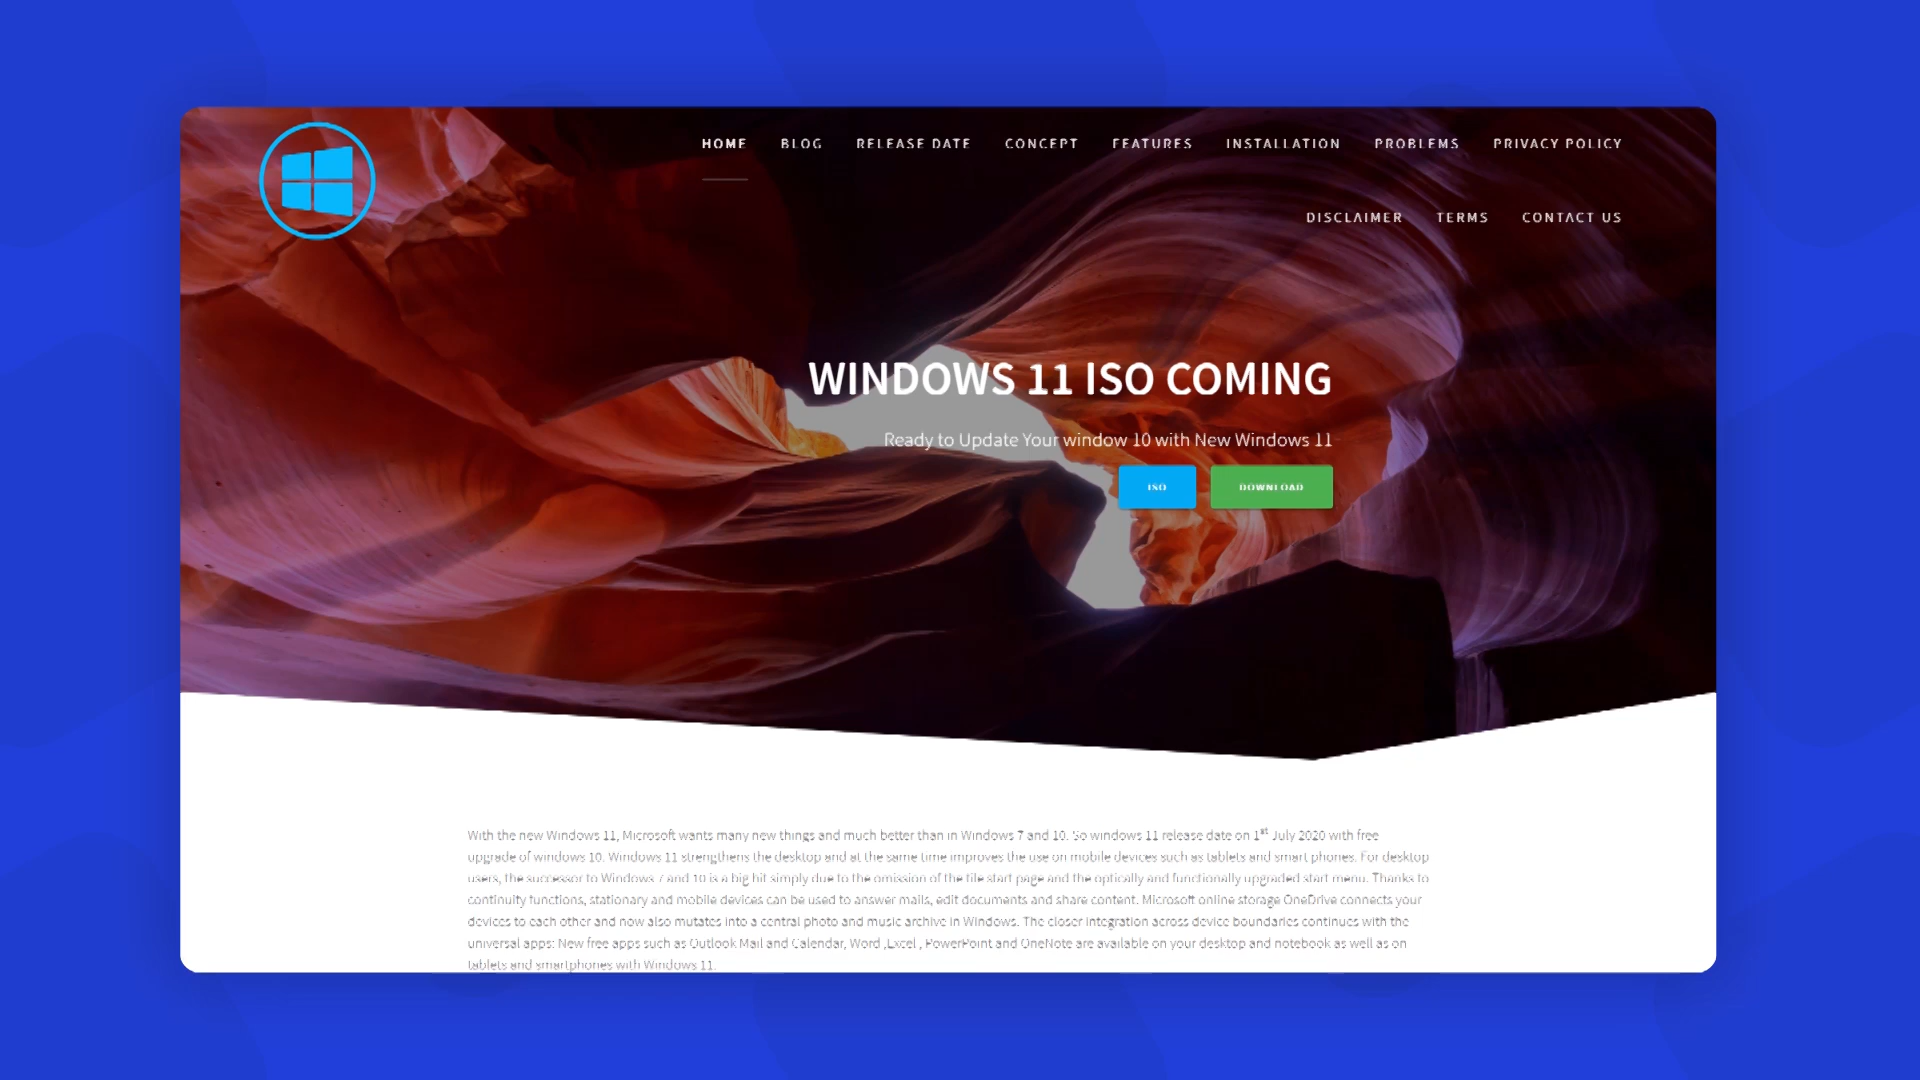 HOME BLOG RELEASE DATE CONCEPT FEATURES INSTALLATION PROBLEMS PRIVACY POLICY
DISCLAIMER TERMS CONTACT US
WINDOWS 11 ISO COMING
Ready to Update Your window 10 with New Windows 11
ISO DOWNLOAD
With the new Windows 11, Microsoft wants many new things and much better than in Windows 7 and 10. So windows 11 release date on 1st July 2020 with free
upgrade of windows 10. Windows 11 strengthens the desktop and at the same time improves the use on mobile devices such as tablets and smart phones. For desktop
users, the successor to Windows 7 and 10 is a big hit simply due to the omission of the tile start page and the optically and functionally upgraded start menu. Thanks to
continuity functions, stationary and mobile devices can be used to answer mails, edit documents and share content. Microsoft online storage OneDrive connects your
devices to each other and now also mutates into a central photo and music archive in Windows. The closer integration across device boundaries continues with the
universal apps: New free apps such as Outlook Mail and Calendar, Word ,Excel , PowerPoint and OneNote are available on your desktop and notebook as well as on
tablets and smartphones with Windows 11.